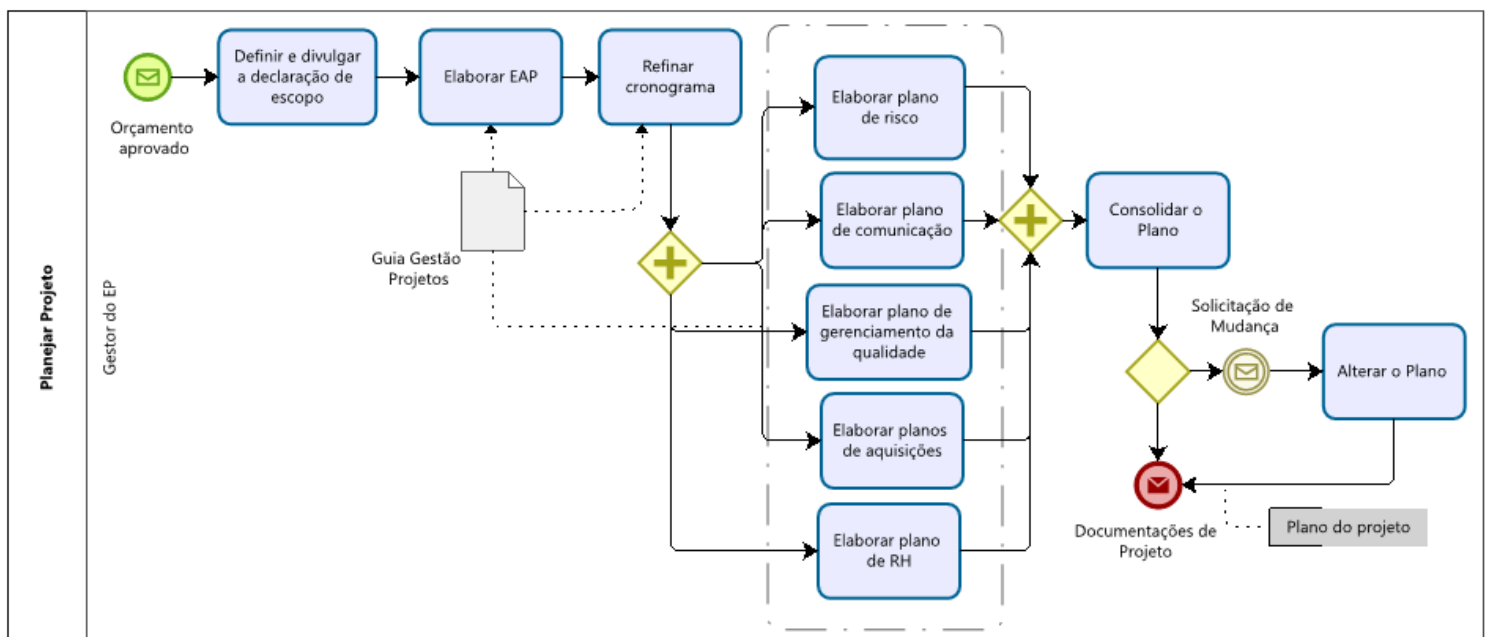 Planejar Projeto
Gestor do EP
Orçamento
aprovado
Definir e divulgar
a declaração de
escopo
Elaborar EAP
Refinar
cronograma
Guia Gestão
Projetos
Elaborar plano
de risco
Elaborar plano
de comunicação
Elaborar plano de
gerenciamento da
qualidade
Elaborar planos
de aquisições
Elaborar plano
de RH
Consolidar o
Plano
Solicitação de
Mudança
Alterar o Plano
Documentações de
Projeto
Plano do projeto